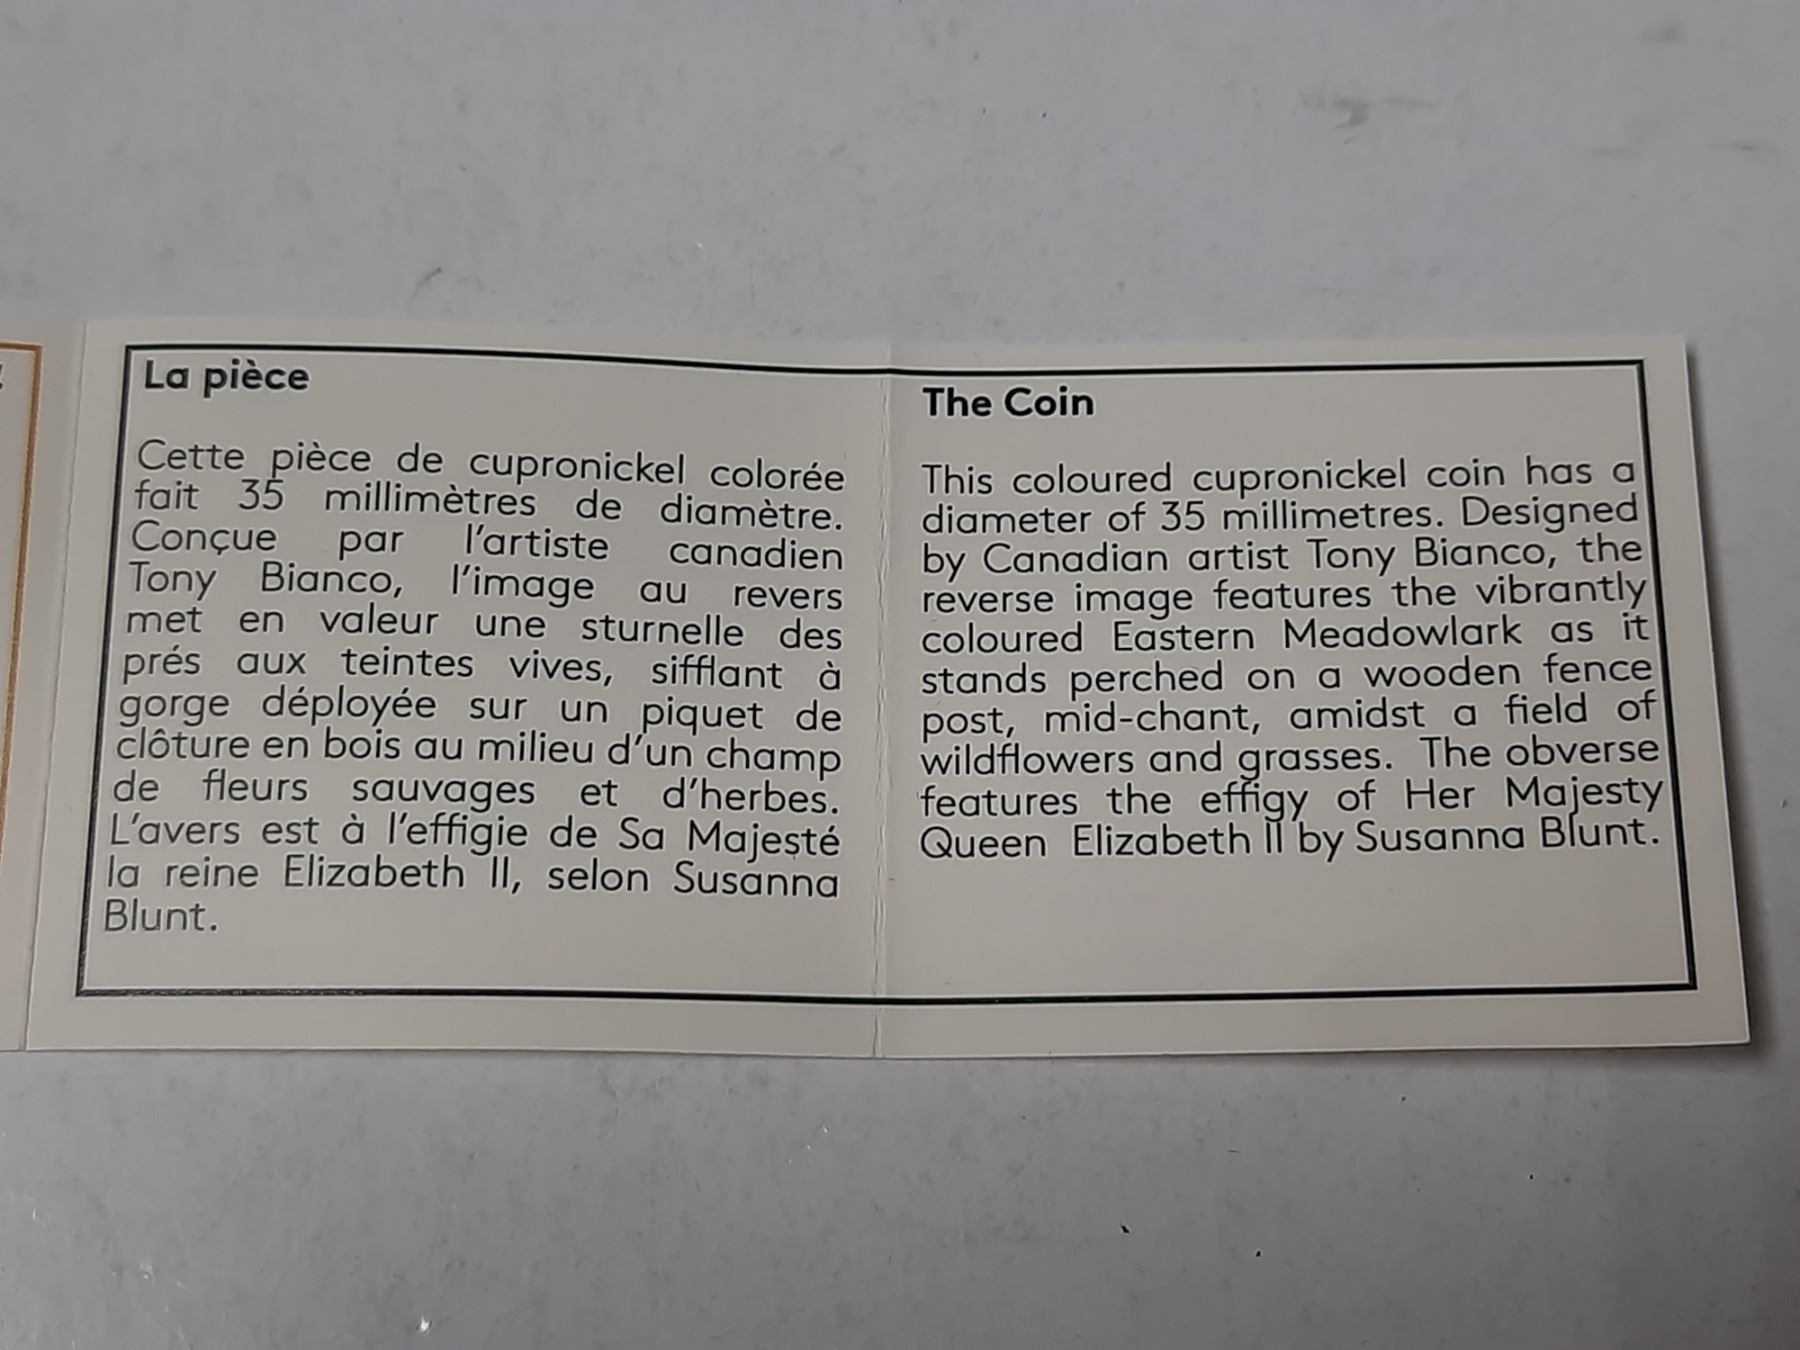 La pièce
Cette pièce de cupronickel colorée
fait 35 millimètres de diamètre.
Conçue par l'artiste canadien
Tony Bianco, l'image au revers
met en valeur une sturnelle des
prés aux teintes vives, sifflant à
gorge déployée sur un piquet de
clôture en bois au milieu d'un champ
de fleurs sauvages et d'herbes.
L'avers est à l'effigie de Sa Majesté
la reine Elizabeth II, selon Susanna
Blunt.
The Coin
This coloured cupronickel coin has a
diameter of 35 millimetres. Designed
by Canadian artist Tony Bianco, the
reverse image features the vibrantly
coloured Eastern Meadowlark as it
stands perched on a wooden fence
post, mid-chant, amidst a field of
wildflowers and grasses. The obverse
features the effigy of Her Majesty
Queen Elizabeth II by Susanna Blunt.